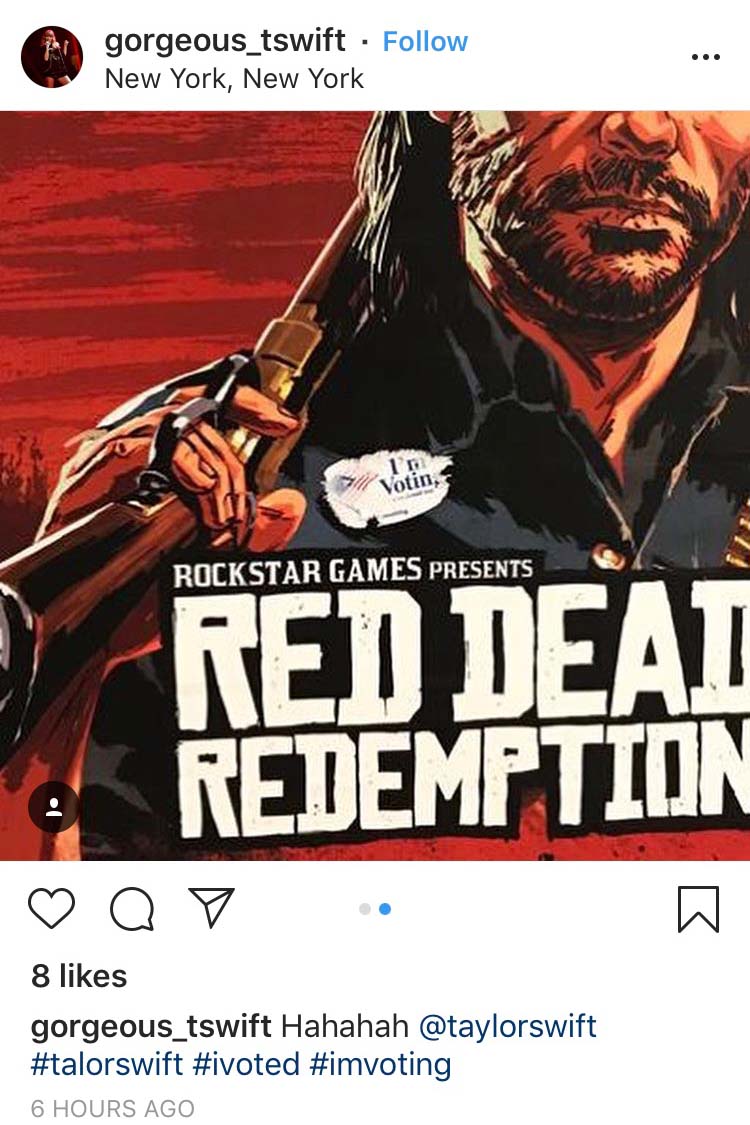 gorgeous_tswift · Follow
New York, New York
I'm
Votin
ROCKSTAR GAMES PRESENTS
RED DEAD
REDEMPTION
8 likes
gorgeous_tswift Hahahah @taylorswift
#talorswift #ivoted #imvoting
6 HOURS AGO